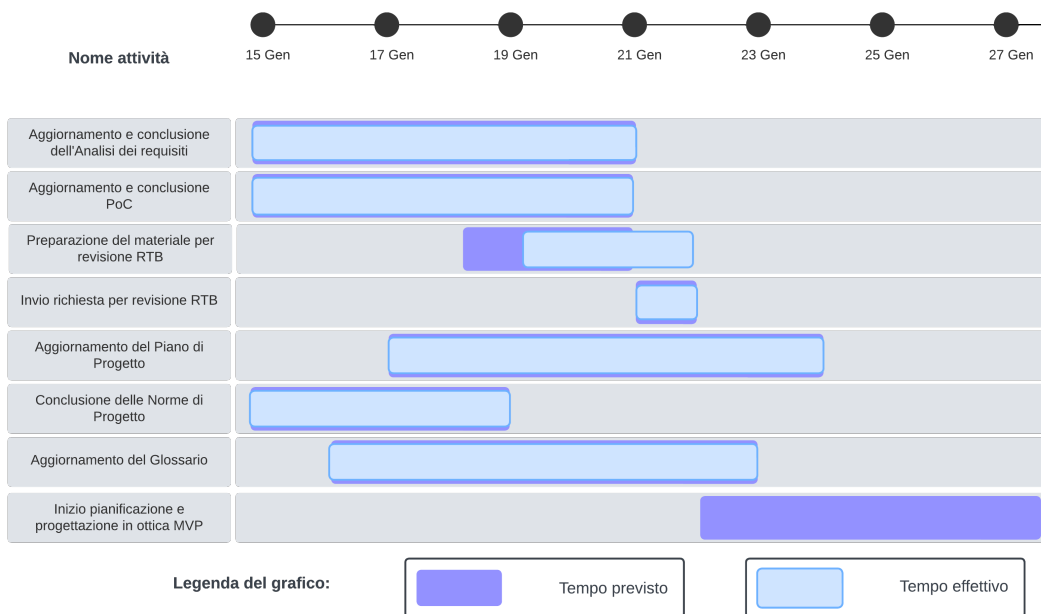 15 Gen
17 Gen
19 Gen
21 Gen
23 Gen
25 Gen
27 Gen
Nome attività
Aggiornamento e conclusione
dell'Analisi dei requisiti
Aggiornamento e conclusione
PoC
Preparazione del materiale per
revisione RTB
Invio richiesta per revisione RTB
Aggiornamento del Piano di
Progetto
Conclusione delle Norme di
Progetto
Aggiornamento del Glossario
Inizio pianificazione e
progettazione in ottica MVP
Legenda del grafico:
Tempo previsto
Tempo effettivo